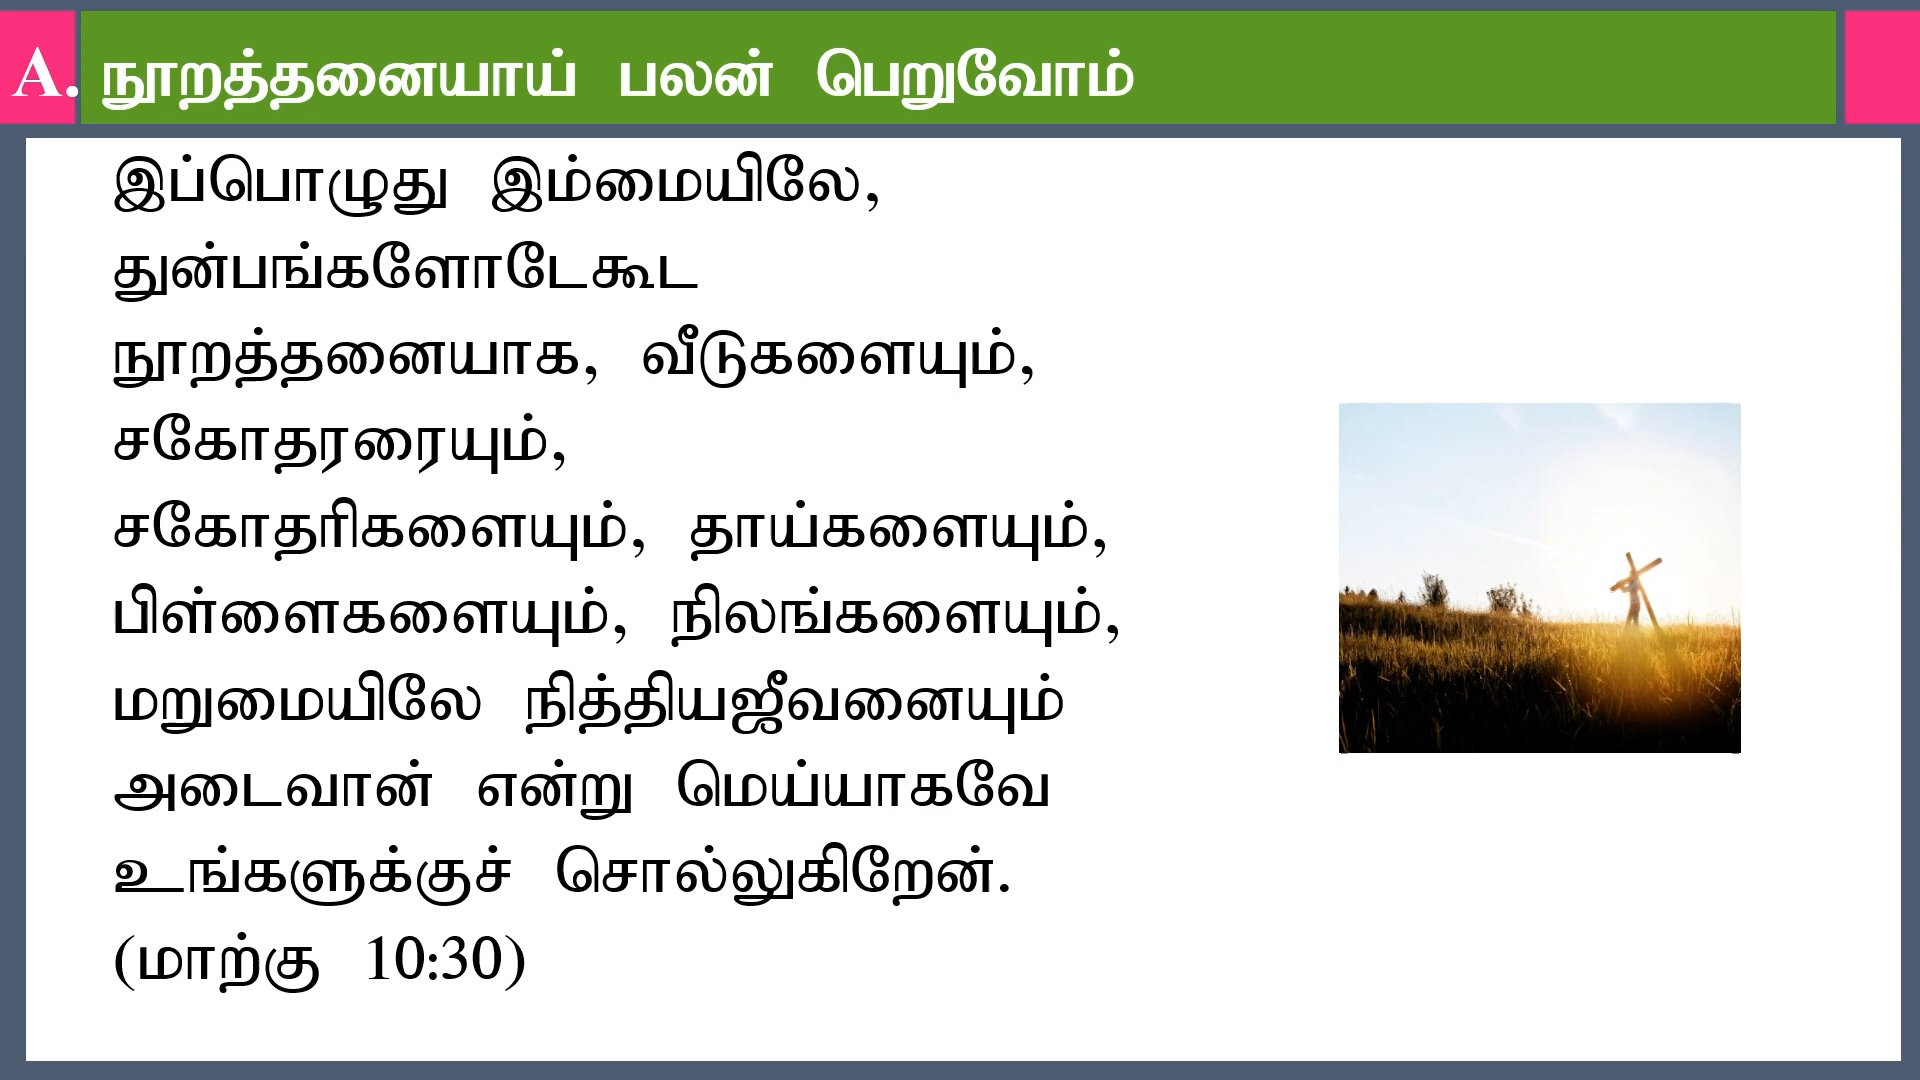 A. நூறத்தனையாய் பலன் பெறுவோம்
இப்பொழுது இம்மையிலே,
துன்பங்களோடேகூட
நூறத்தனையாக, வீடுகளையும்,
சகோதரரையும்,
சகோதரிகளையும், தாய்களையும்,
பிள்ளைகளையும், நிலங்களையும்,
மறுமையிலே நித்தியஜீவனையும்
அடைவான் என்று மெய்யாகவே
உங்களுக்குச் சொல்லுகிறேன்.
(மாற்கு 10:30)